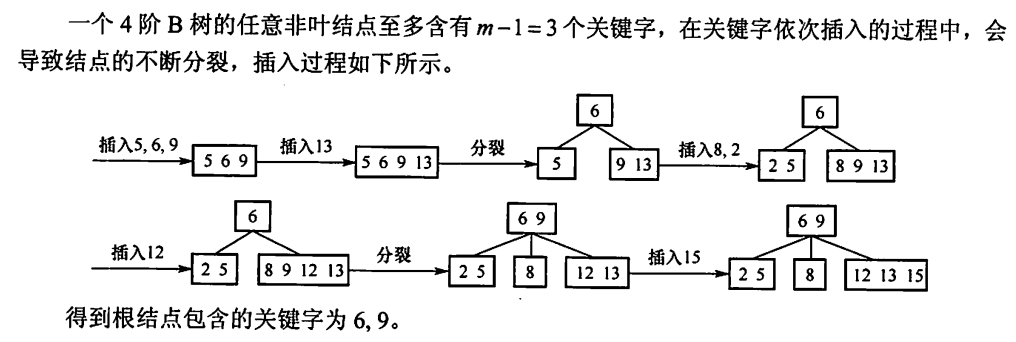 一个 4 阶 B 树的任意非叶结点至多含有 m−1=3 个关键字，在关键字依次插入的过程中，会
导致结点的不断分裂，插入过程如下所示。
插入5, 6, 9
5 6 9
插入13
5 6 9 13
分裂
6
5
9 13
插入8, 2
6
2 5
8 9 13
插入12
6
2 5
8 9 12 13
分裂
6 9
2 5
8
12 13
插入15
6 9
2 5
8
12 13 15
得到根结点包含的关键字为 6, 9。